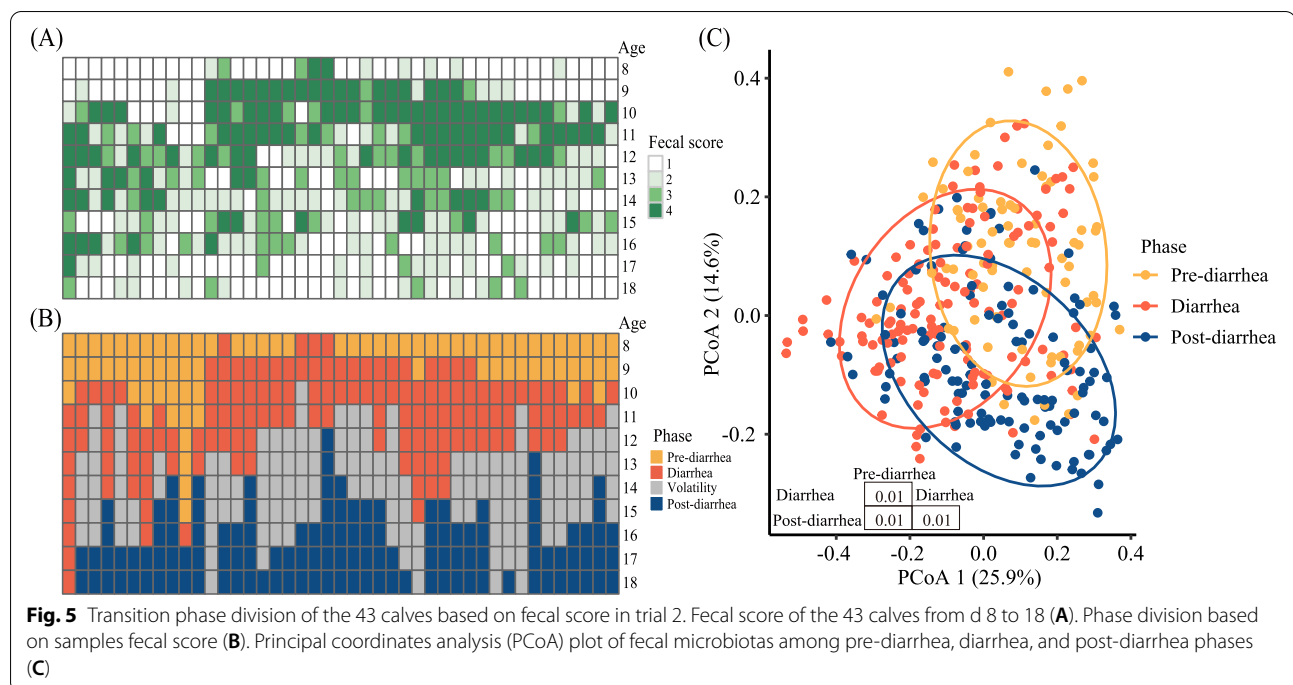 (A)
Age
8
9
10
11
12
13
14
15
16
17
18
Fecal score
1
2
3
4
(B)
Age
8
9
10
11
12
13
14
15
16
17
18
Phase
Pre-diarrhea
Diarrhea
Volatility
Post-diarrhea
(C)
0.4
0.2
0.0
-0.2
PCoA 2 (14.6%)
-0.4
-0.2
0.0
0.2
0.4
PCoA 1 (25.9%)
Pre-diarrhea
Diarrhea 0.01 Diarrhea
Post-diarrhea 0.01 0.01
Phase
Pre-diarrhea
Diarrhea
Post-diarrhea
Fig. 5 Transition phase division of the 43 calves based on fecal score in trial 2. Fecal score of the 43 calves from d 8 to 18 (A). Phase division based
on samples fecal score (B). Principal coordinates analysis (PCoA) plot of fecal microbiotas among pre-diarrhea, diarrhea, and post-diarrhea phases
(C)